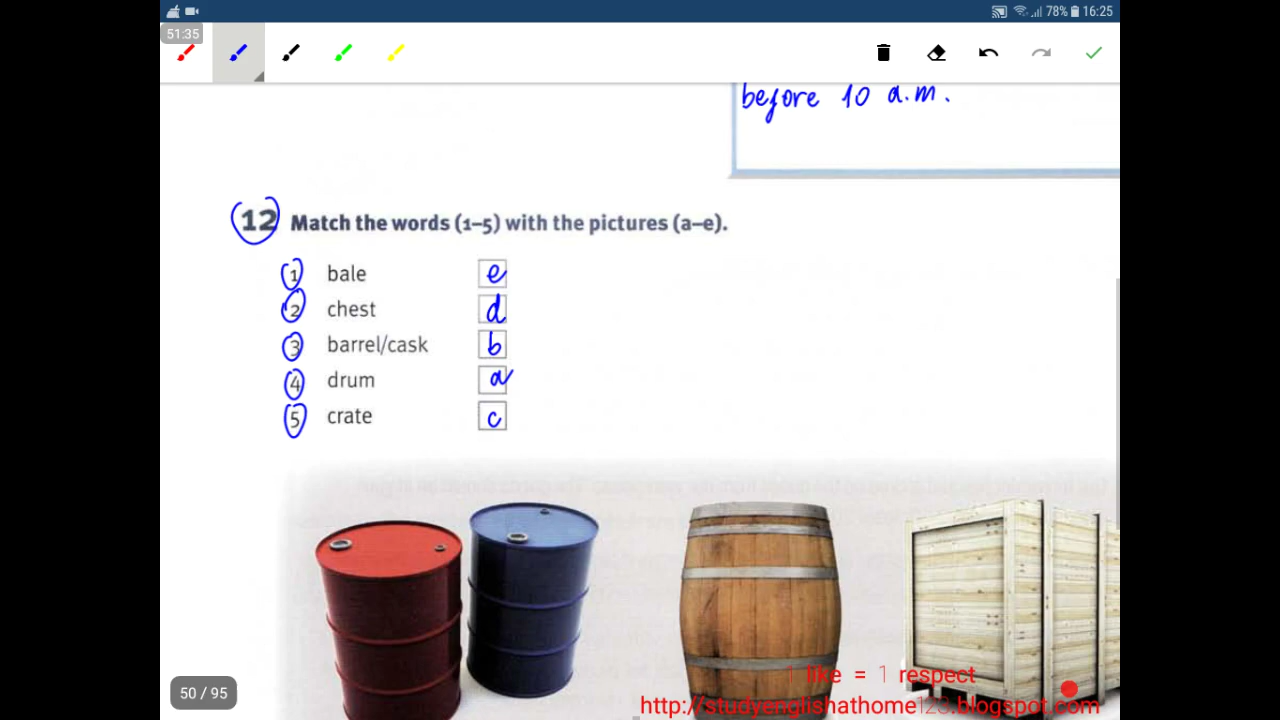 78% 16:25
51:35
before 10 a.m.
12 Match the words (1–5) with the pictures (a–e).
1 bale e
2 chest d
3 barrel/cask b
4 drum a
5 crate c
1 like = 1 respect
50 / 95
http://studyenglishathome123.blogspot.com